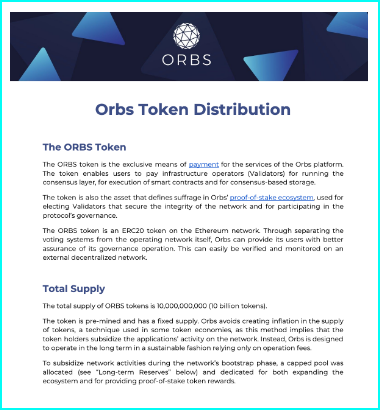 ORBS
Orbs Token Distribution
The ORBS Token
The ORBS token is the exclusive means of payment for the services of the Orbs platform.
The token enables users to pay infrastructure operators (Validators) for running the
consensus layer, for execution of smart contracts and for consensus-based storage.
The token is also the asset that defines suffrage in Orbs' proof-of-stake ecosystem, used for
electing Validators that secure the integrity of the network and for participating in the
protocol's governance.
The ORBS token is an ERC20 token on the Ethereum network. Through separating the
voting systems from the operating network itself, Orbs can provide its users with better
assurance of its governance operation. This can easily be verified and monitored on an
external decentralized network.
Total Supply
The total supply of ORBS tokens is 10,000,000,000 (10 billion tokens).
The token is pre-mined and has a fixed supply. Orbs avoids creating inflation in the supply
of tokens, a technique used in some token economies, as this method implies that the
token holders subsidize the applications' activity on the network. Instead, Orbs is designed
to operate in the long term in a sustainable fashion relying only on operation fees.
To subsidize network activities during the network's bootstrap phase, a capped pool was
allocated (see "Long-term Reserves" below) and dedicated for both expanding the
ecosystem and for providing proof-of-stake token rewards.